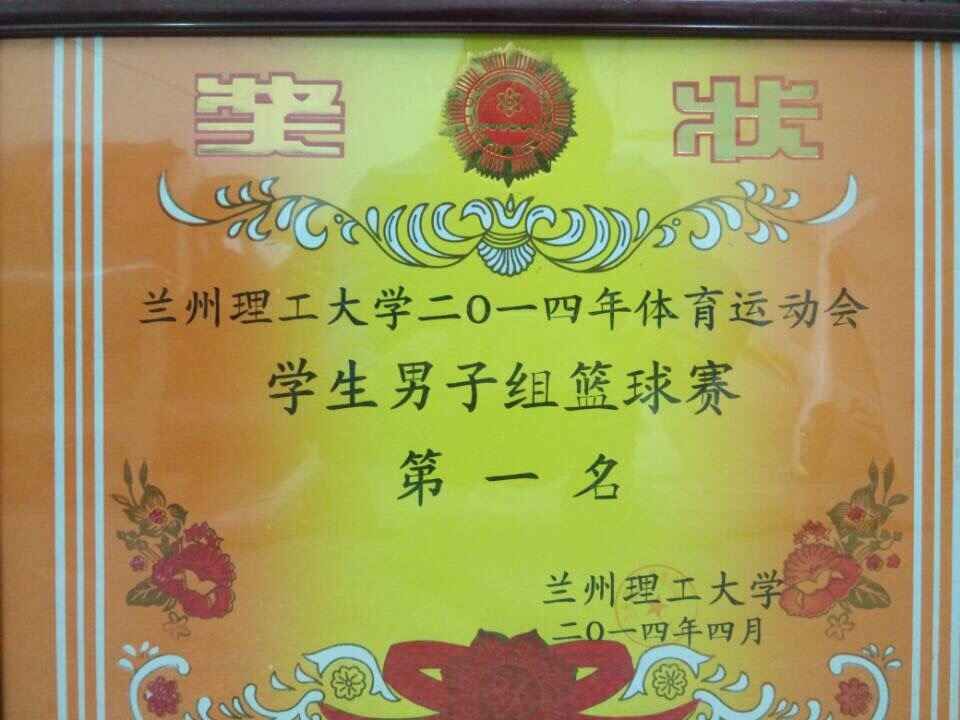 奖状
兰州理工大学二O一四年体育运动会
学生男子组篮球赛
第一名
兰州理工大学
二O一四年四月